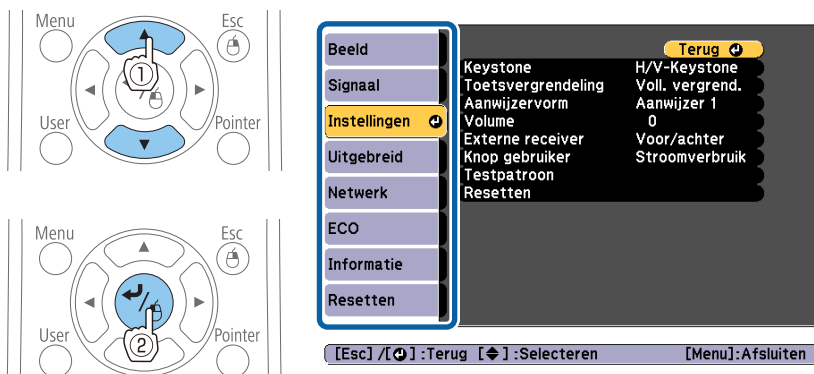 Menu Esc
①
User Pointer
Menu Esc
②
User Pointer
Beeld
Signaal
Instellingen
Uitgebreid
Netwerk
ECO
Informatie
Resetten
Terug
Keystone H/V-Keystone
Toetsvergrendeling Voll. vergrend.
Aanwijzervorm Aanwijzer 1
Volume 0
Externe receiver Voor/achter
Knop gebruiker Stroomverbruik
Testpatroon
Resetten
[Esc] /[⏎] :Terug [◆] :Selecteren [Menu]:Afsluiten